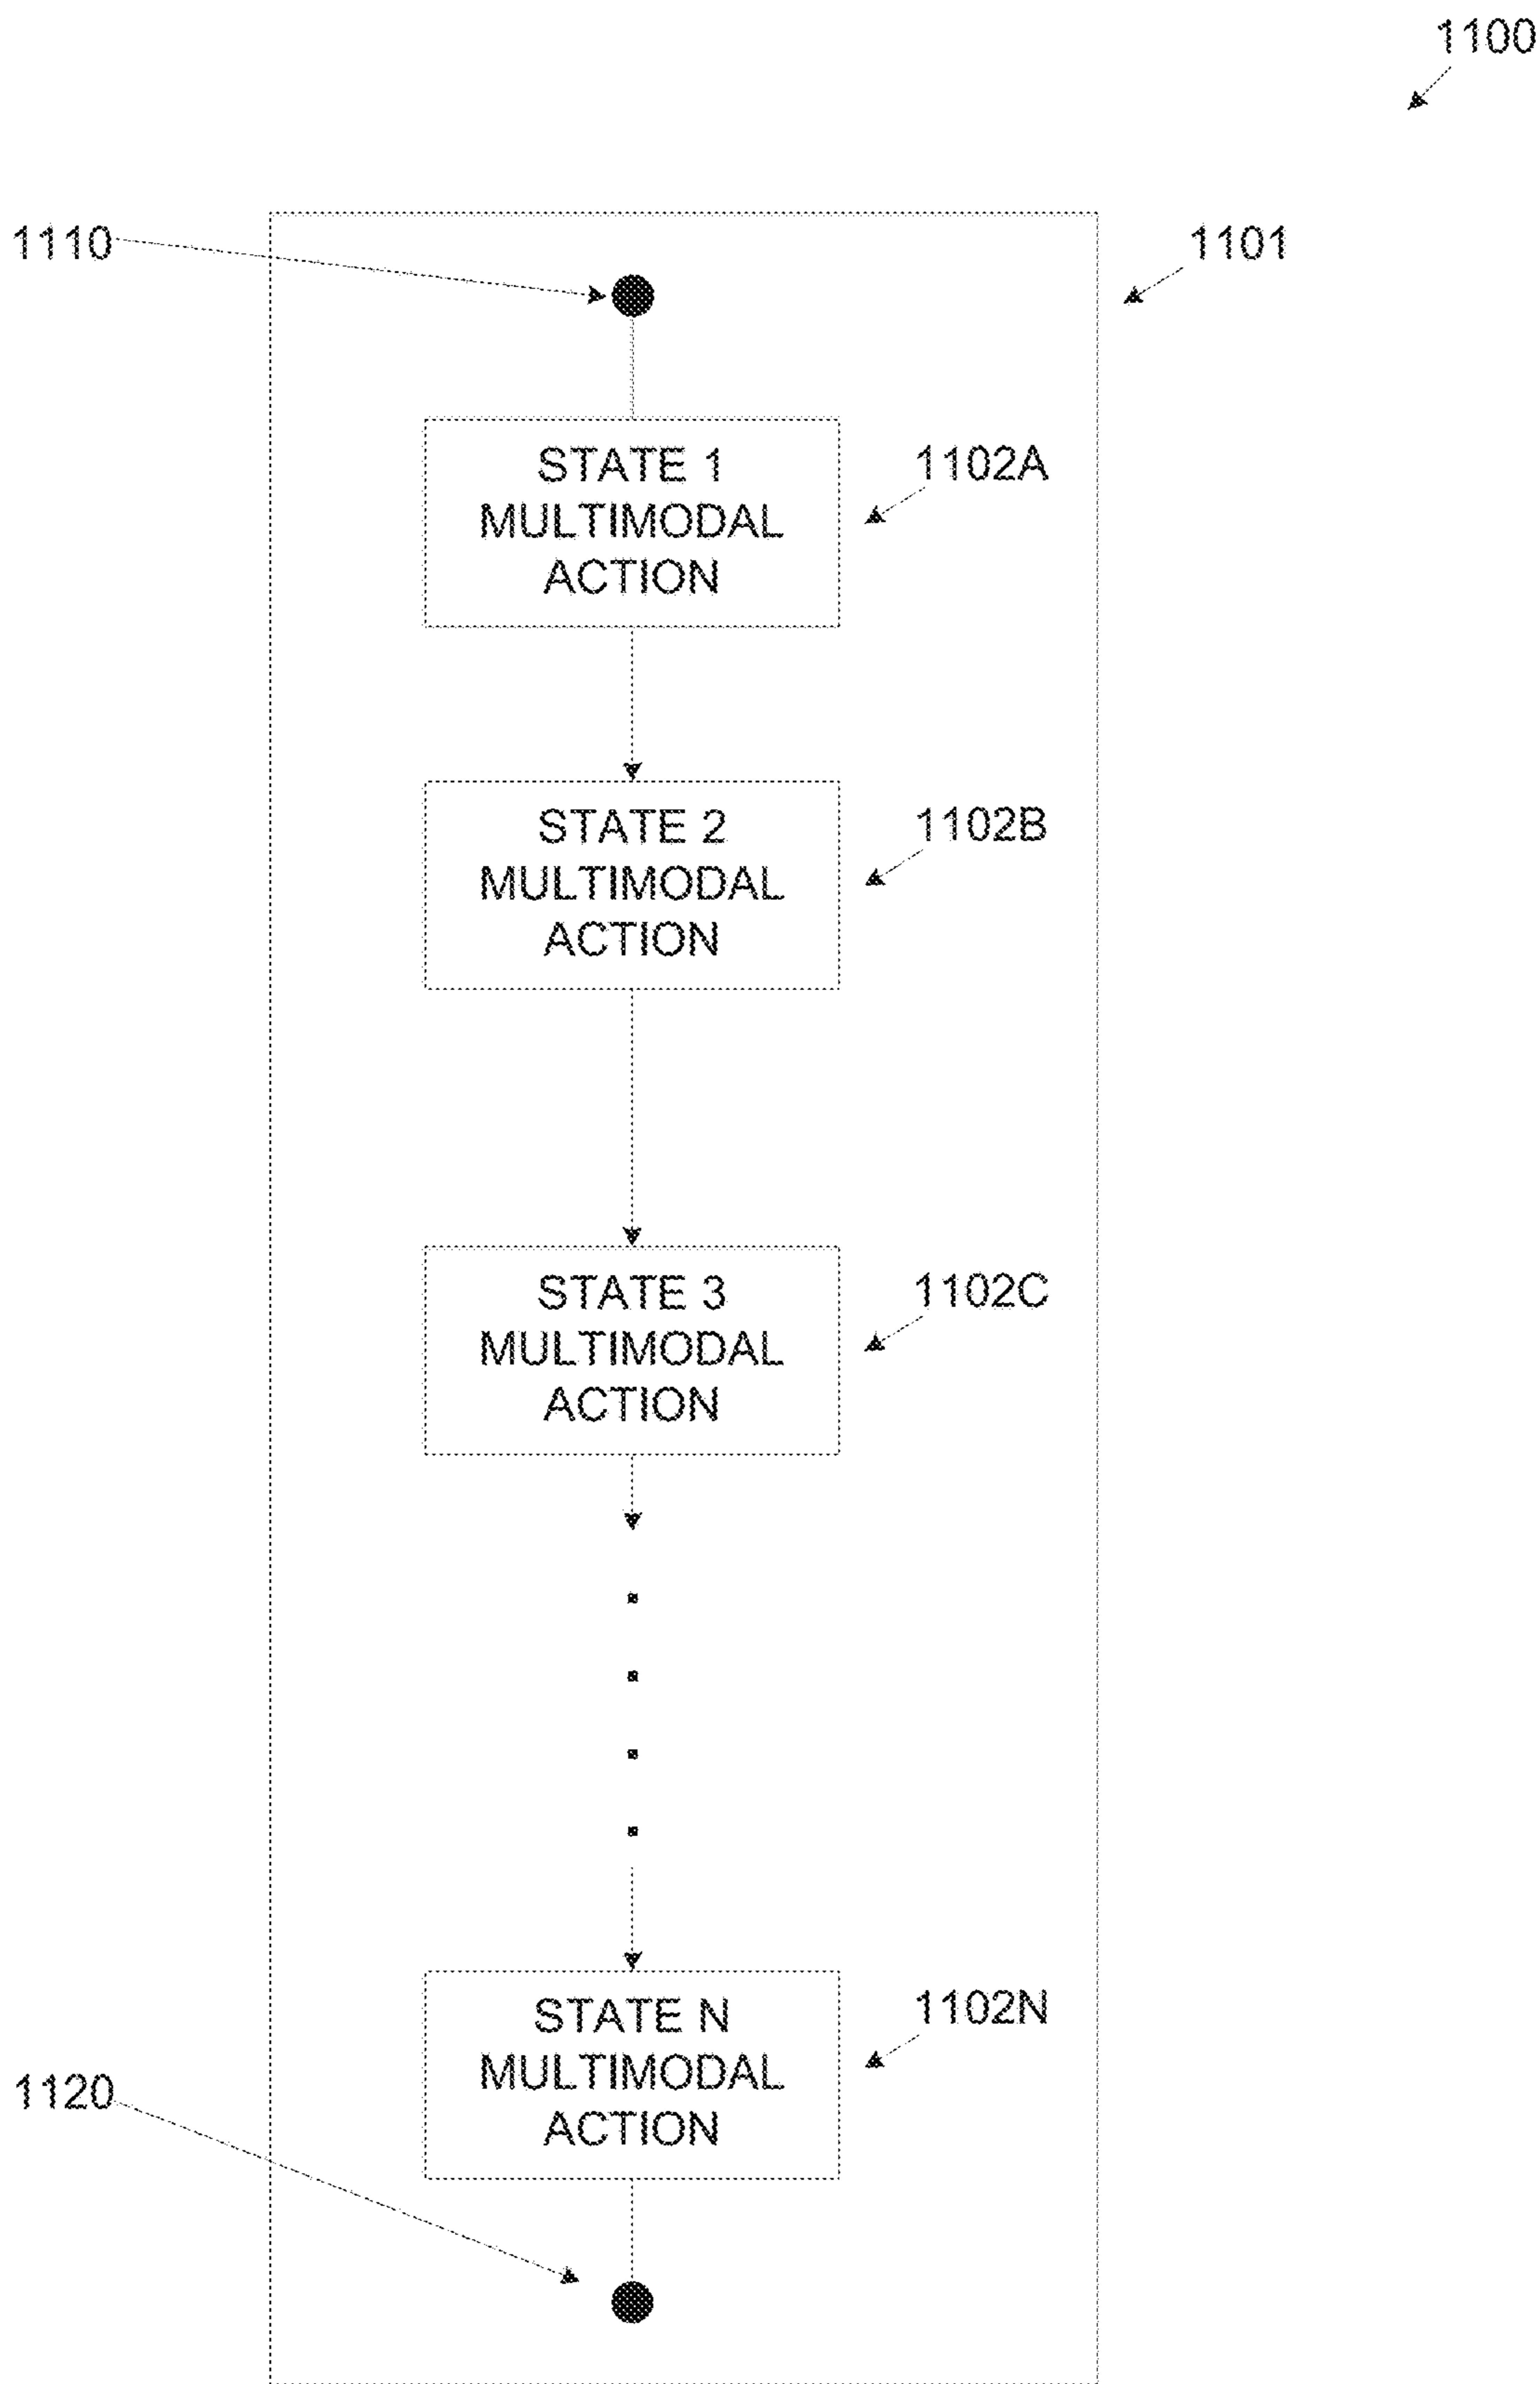 1100
1110
1101
STATE 1
MULTIMODAL
ACTION
1102A
STATE 2
MULTIMODAL
ACTION
1102B
STATE 3
MULTIMODAL
ACTION
1102C
STATE N
MULTIMODAL
ACTION
1102N
1120